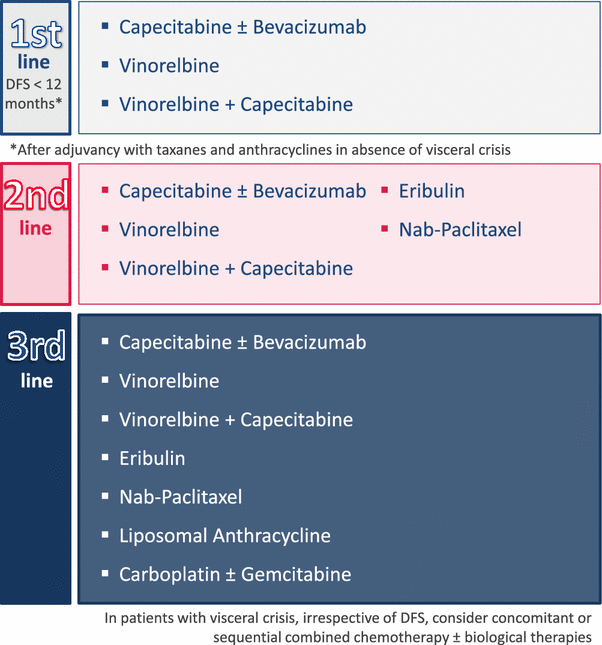 1st
line
DFS < 12
months*
▪ Capecitabine ± Bevacizumab
▪ Vinorelbine
▪ Vinorelbine + Capecitabine
*After adjuvancy with taxanes and anthracyclines in absence of visceral crisis
2nd
line
▪ Capecitabine ± Bevacizumab
▪ Vinorelbine
▪ Vinorelbine + Capecitabine
▪ Eribulin
▪ Nab-Paclitaxel
3rd
line
▪ Capecitabine ± Bevacizumab
▪ Vinorelbine
▪ Vinorelbine + Capecitabine
▪ Eribulin
▪ Nab-Paclitaxel
▪ Liposomal Anthracycline
▪ Carboplatin ± Gemcitabine
In patients with visceral crisis, irrespective of DFS, consider concomitant or
sequential combined chemotherapy ± biological therapies